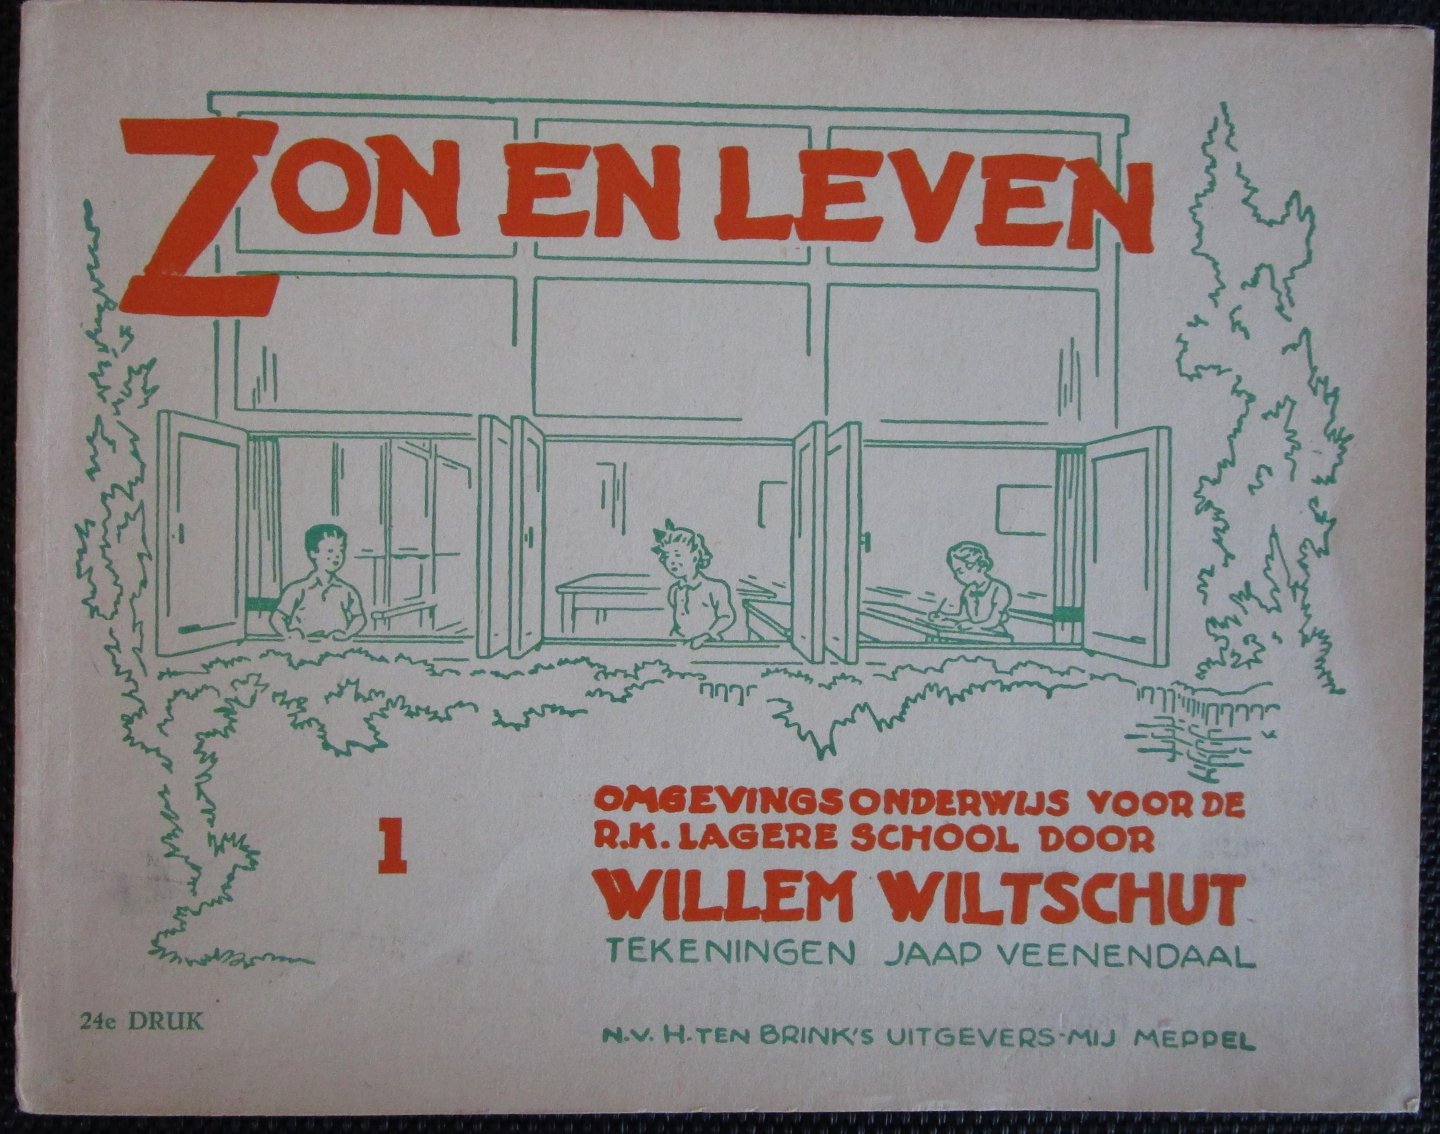 ZON EN LEVEN
1
OMGEVINGSONDERWIJS VOOR DE
R.K. LAGERE SCHOOL DOOR
WILLEM WILTSCHUT
TEKENINGEN JAAP VEENENDAAL
24e DRUK
N.V. H. TEN BRINK'S UITGEVERS-MIJ MEPPEL